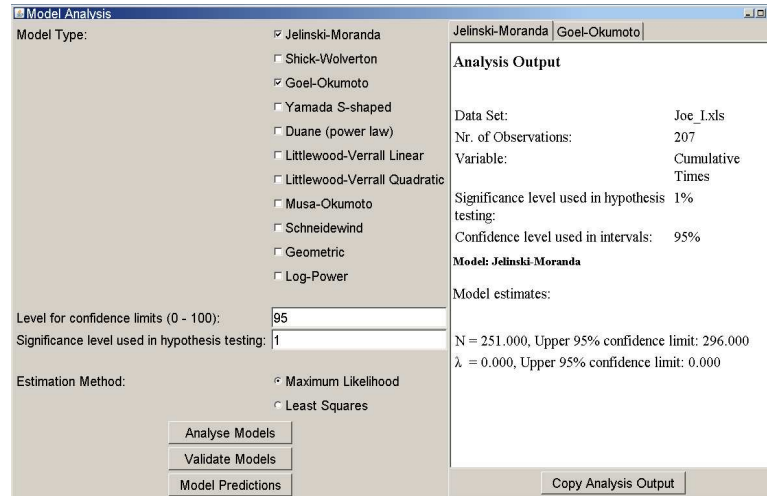 Model Analysis
Model Type:
Jelinski-Moranda
Shick-Wolverton
Goel-Okumoto
Yamada S-shaped
Duane (power law)
Littlewood-Verrall Linear
Littlewood-Verrall Quadratic
Musa-Okumoto
Schneidewind
Geometric
Log-Power
Level for confidence limits (0 - 100): 95
Significance level used in hypothesis testing: 1
Estimation Method:
Maximum Likelihood
Least Squares
Analyse Models
Validate Models
Model Predictions
Jelinski-Moranda Goel-Okumoto
Analysis Output
Data Set: Joe_I.xls
Nr. of Observations: 207
Variable: Cumulative
Times
Significance level used in hypothesis 1%
testing:
Confidence level used in intervals: 95%
Model: Jelinski-Moranda
Model estimates:
N = 251.000, Upper 95% confidence limit: 296.000
λ = 0.000, Upper 95% confidence limit: 0.000
Copy Analysis Output